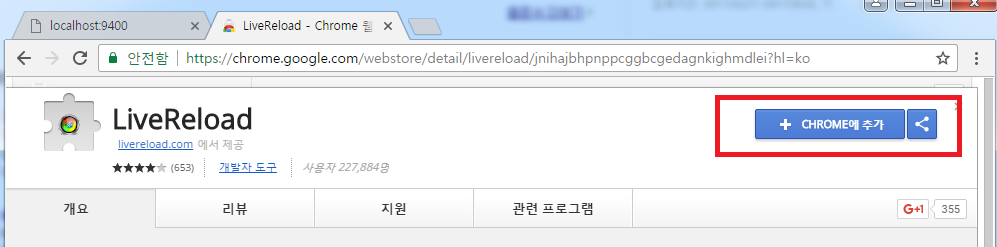 localhost:9400
LiveReload - Chrome 웹
안전함 https://chrome.google.com/webstore/detail/livereload/jnihajbhpnppcggbcgedagnkighmdlei?hl=ko
LiveReload
livereload.com 에서 제공
(653) 개발자 도구 사용자 227,884명
+ CHROME에 추가
개요 리뷰 지원 관련 프로그램
G+1 355